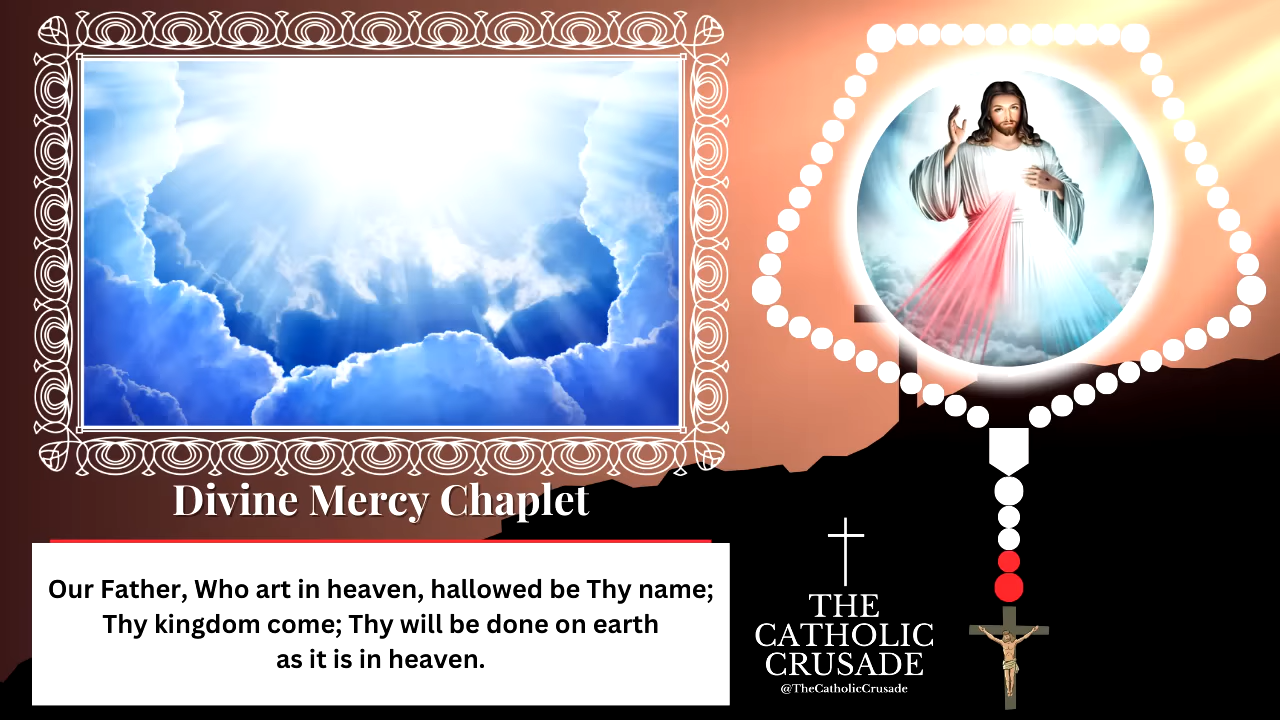 Divine Mercy Chaplet
Our Father, Who art in heaven, hallowed be Thy name;
Thy kingdom come; Thy will be done on earth
as it is in heaven.
THE
CATHOLIC
CRUSADE
@TheCatholicCrusade